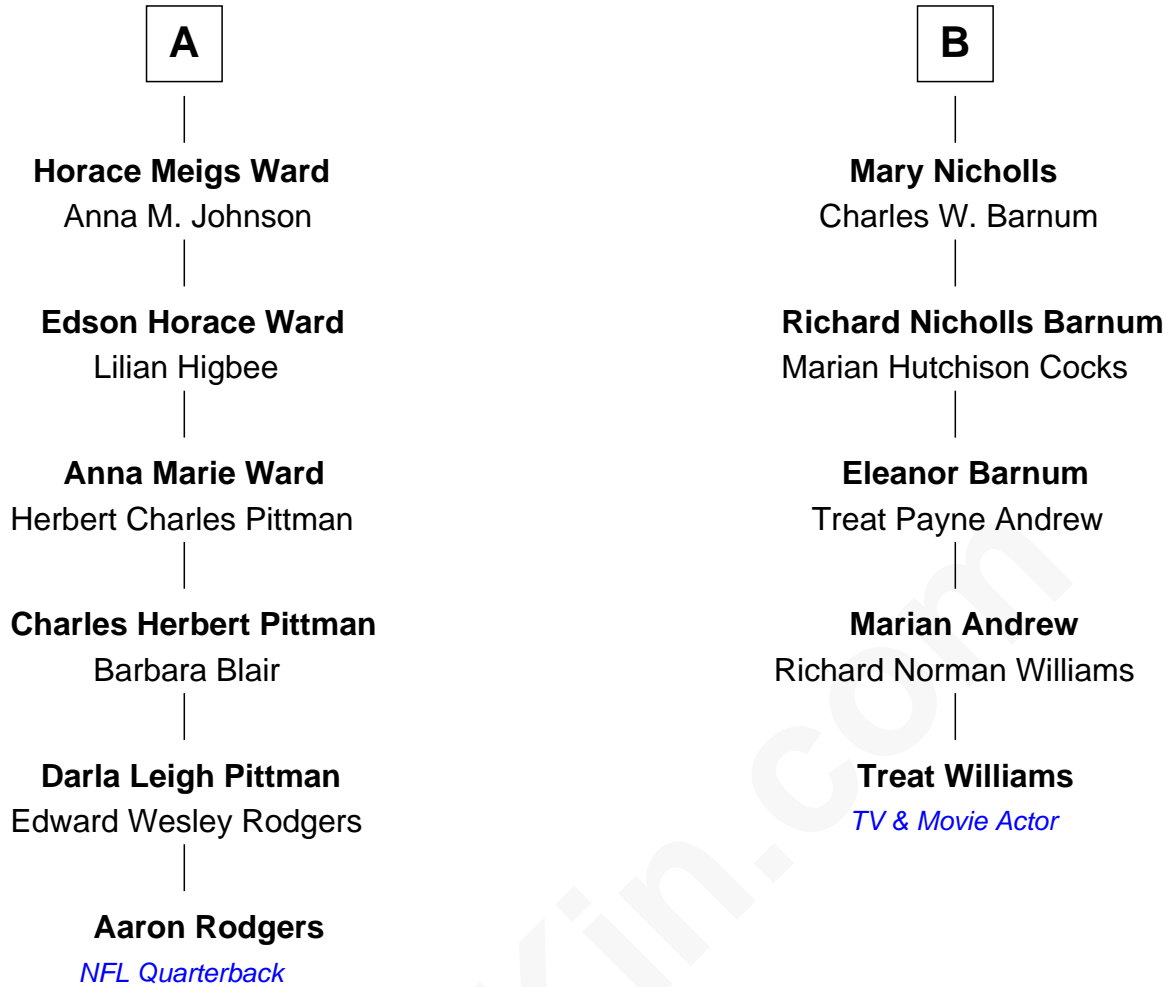 A
Horace Meigs Ward
Anna M. Johnson
Edson Horace Ward
Lilian Higbee
Anna Marie Ward
Herbert Charles Pittman
Charles Herbert Pittman
Barbara Blair
Darla Leigh Pittman
Edward Wesley Rodgers
Aaron Rodgers
NFL Quarterback
B
Mary Nicholls
Charles W. Barnum
Richard Nicholls Barnum
Marian Hutchison Cocks
Eleanor Barnum
Treat Payne Andrew
Marian Andrew
Richard Norman Williams
Treat Williams
TV & Movie Actor
Kin.com